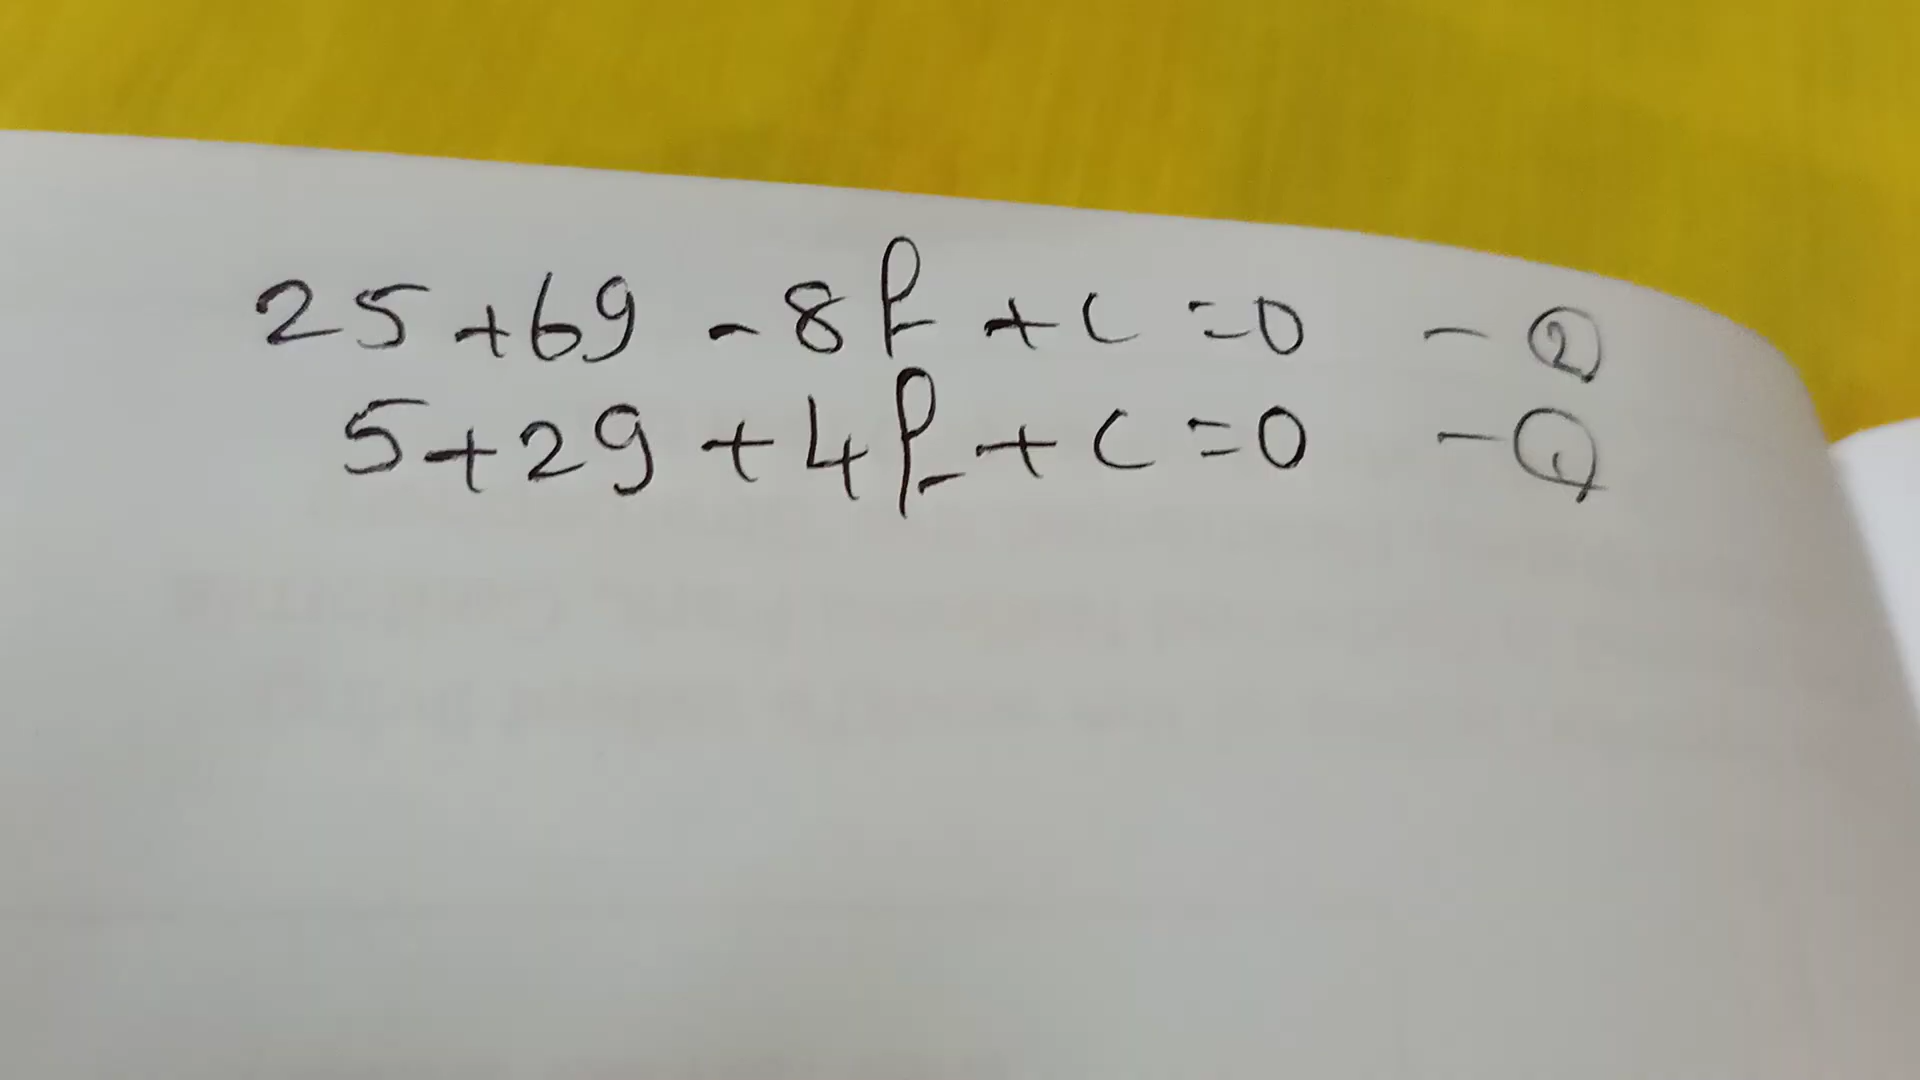 25+6g -8f +c =0 - ②
5+2g +4f +c =0 - ①